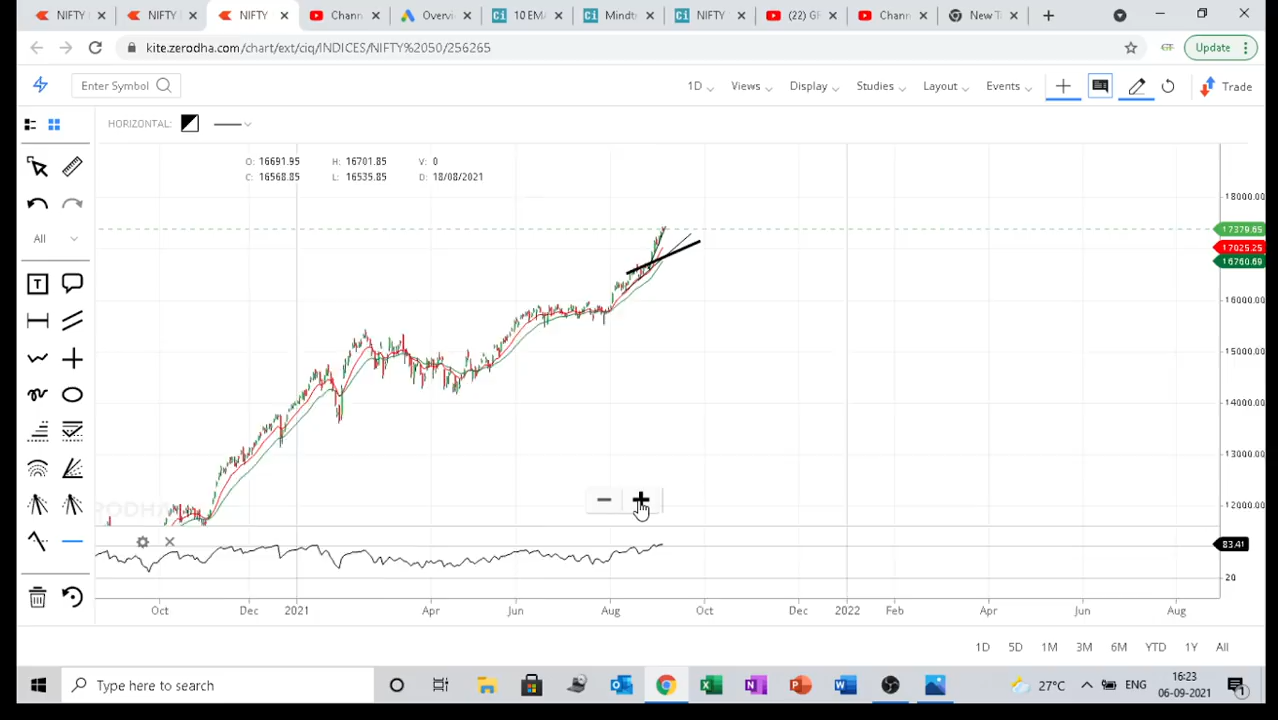 NIFTY
NIFTY
NIFTY
Chann
Overvi
10 EMA
Mindt
NIFTY
(22) GF
Chann
New T
kite.zerodha.com/chart/ext/ciq/INDICES/NIFTY%2050/256265
GT
Update
Enter Symbol
1D
Views
Display
Studies
Layout
Events
Trade
HORIZONTAL:
O: 16691.95 H: 16701.85 V: 0
C: 16568.85 L: 16535.85 D: 18/08/2021
All
T
18000.00
17379.65
17025.25
16760.69
16000.00
15000.00
14000.00
13000.00
12000.00
83.41
20
Oct Dec 2021 Apr Jun Aug Oct Dec 2022 Feb Apr Jun Aug
1D 5D 1M 3M 6M YTD 1Y All
Type here to search
27°C
ENG
16:23
06-09-2021
1